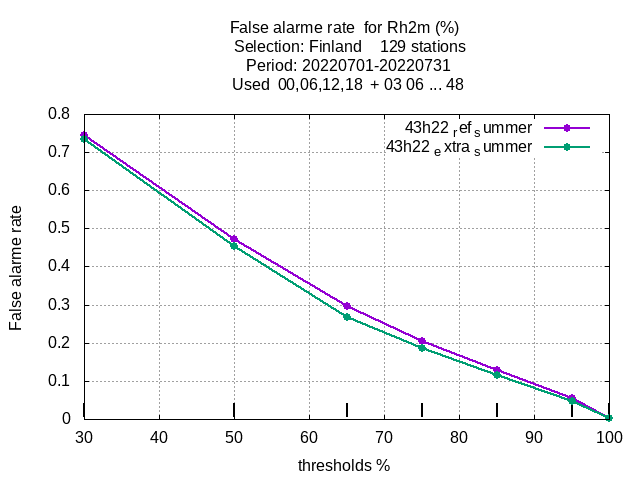 False alarme rate for Rh2m (%)
Selection: Finland 129 stations
Period: 20220701-20220731
Used 00,06,12,18 + 03 06 ... 48
43h22 ref summer
43h22 extra summer
0.8
0.7
0.6
0.5
0.4
0.3
0.2
0.1
0
False alarme rate
30 40 50 60 70 80 90 100
thresholds %